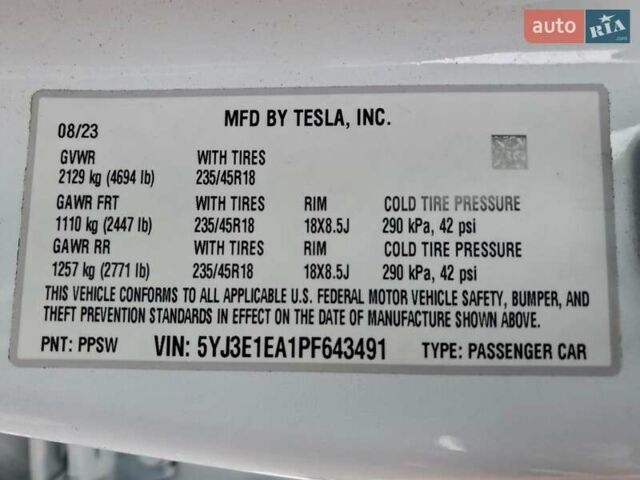 auto RIA .com
MFD BY TESLA, INC.
08/23
GVWR WITH TIRES
2129 kg (4694 lb) 235/45R18
GAWR FRT WITH TIRES RIM COLD TIRE PRESSURE
1110 kg (2447 lb) 235/45R18 18X8.5J 290 kPa, 42 psi
GAWR RR WITH TIRES RIM COLD TIRE PRESSURE
1257 kg (2771 lb) 235/45R18 18X8.5J 290 kPa, 42 psi
THIS VEHICLE CONFORMS TO ALL APPLICABLE U.S. FEDERAL MOTOR VEHICLE SAFETY, BUMPER, AND
THEFT PREVENTION STANDARDS IN EFFECT ON THE DATE OF MANUFACTURE SHOWN ABOVE.
PNT: PPSW VIN: 5YJ3E1EA1PF643491 TYPE: PASSENGER CAR